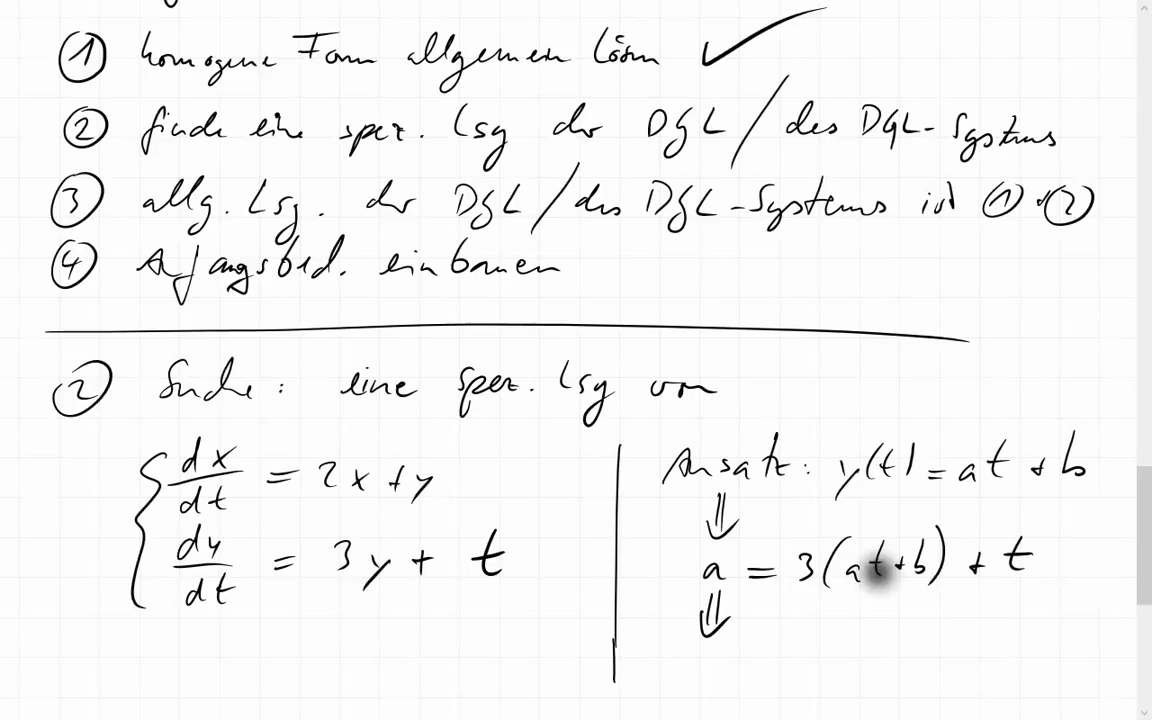 ① homogene Form allgemein lösen ✓
② finde eine spez. Lsg der DGL / des DGL-Systems
③ allg. Lsg. der DGL / des DGL-Systems ist ① + ②
④ Anfangsbed. einbauen
② Suche: eine spez. Lsg von
dx/dt = 2x + y
dy/dt = 3y + t
Ansatz: y(t) = at + b
⇓
a = 3(at+b) + t
⇓